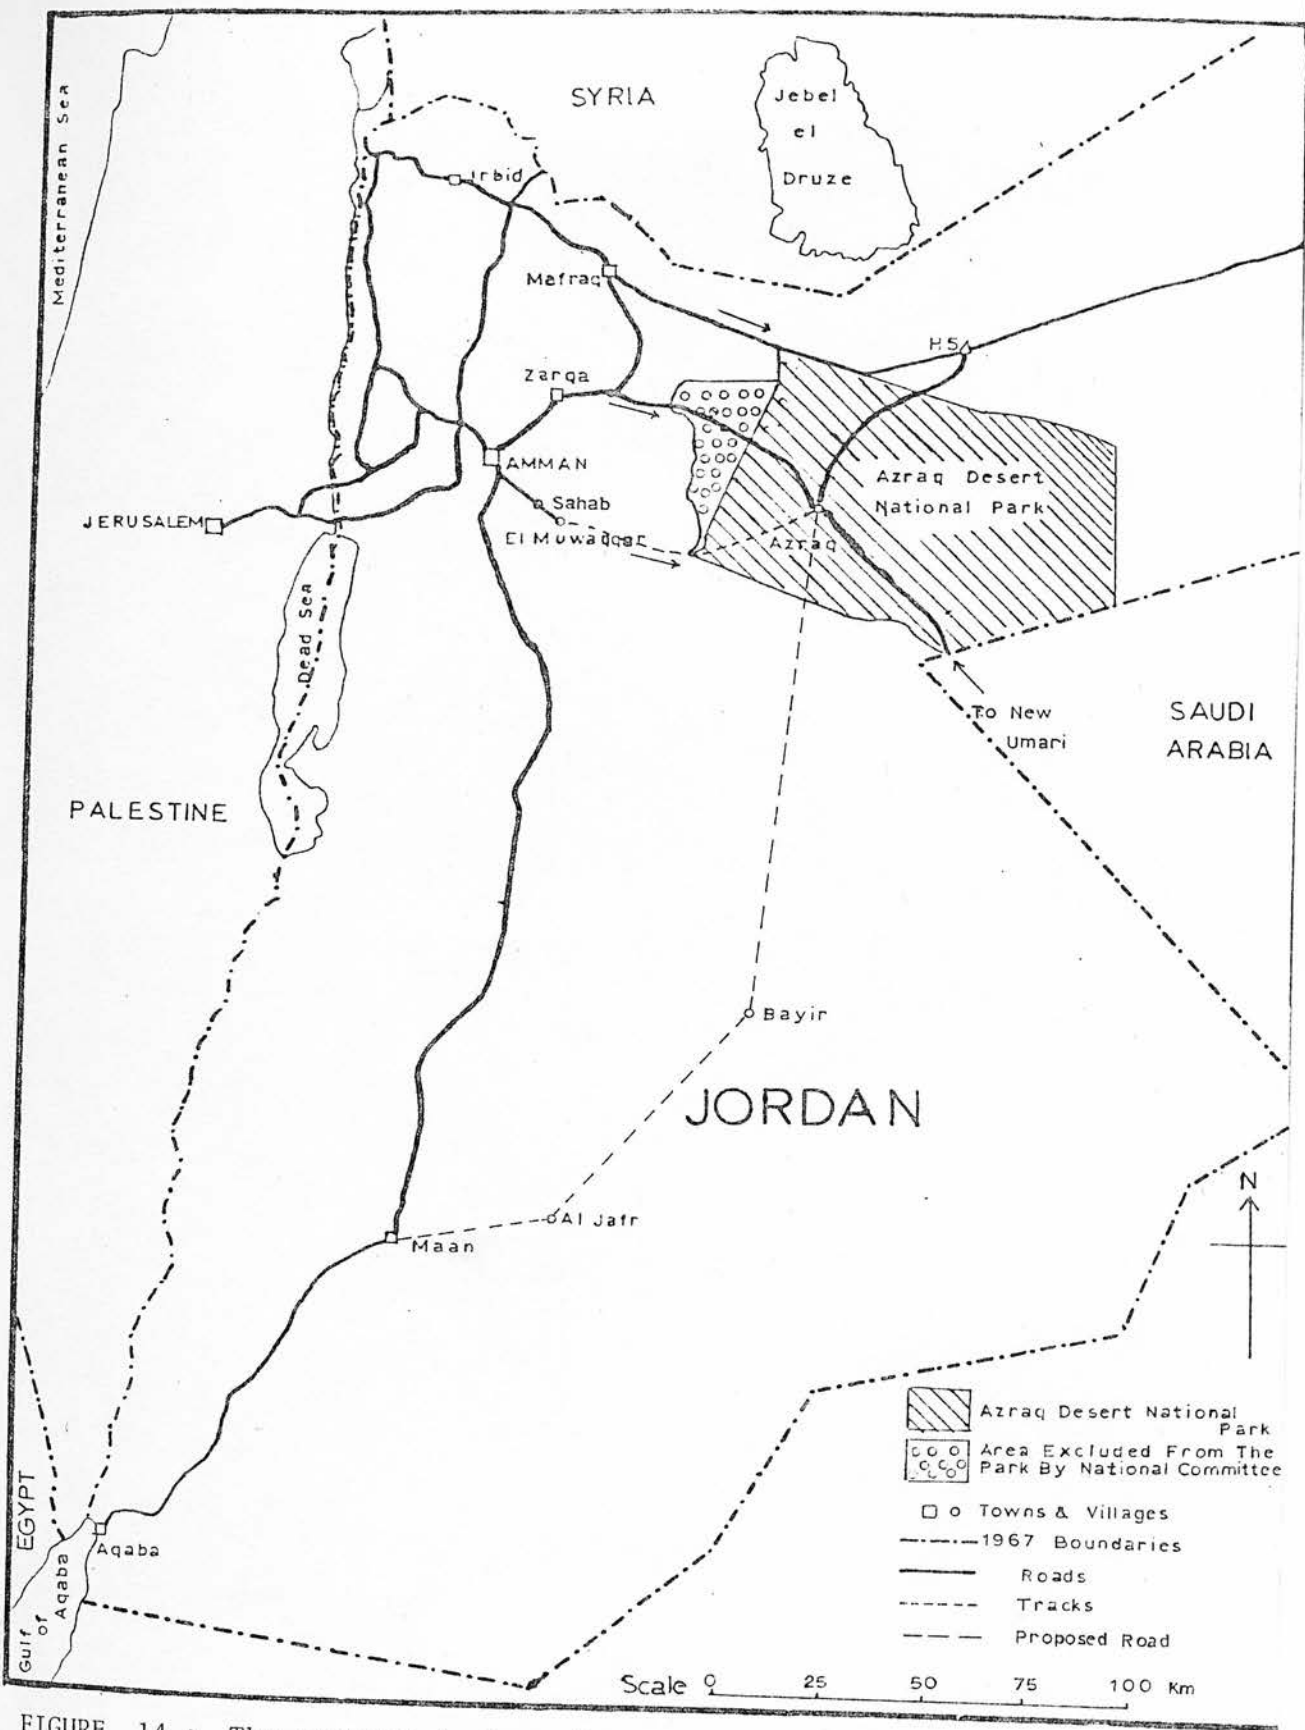 Mediterranean Sea
SYRIA
Jebel
el
Druze
Irbid
Mafraq
H5
Zarqa
AMMAN
Sahab
El Muwaqqar
JERUSALEM
Azraq Desert
National Park
Azraq
Dead Sea
To New
Umari
SAUDI
ARABIA
PALESTINE
Bayir
JORDAN
Al Jafr
Maan
N
EGYPT
Aqaba
Gulf
of
Aqaba
Azraq Desert National
Park
Area Excluded From The
Park By National Committee
Towns & Villages
1967 Boundaries
Roads
Tracks
Proposed Road
Scale 0 25 50 75 100 Km
FIGURE 14